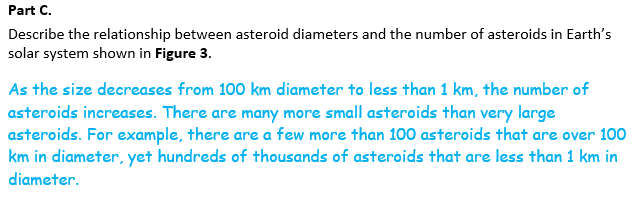 Part C.
Describe the relationship between asteroid diameters and the number of asteroids in Earth's
solar system shown in Figure 3.
As the size decreases from 100 km diameter to less than 1 km, the number of
asteroids increases. There are many more small asteroids than very large
asteroids. For example, there are a few more than 100 asteroids that are over 100
km in diameter, yet hundreds of thousands of asteroids that are less than 1 km in
diameter.